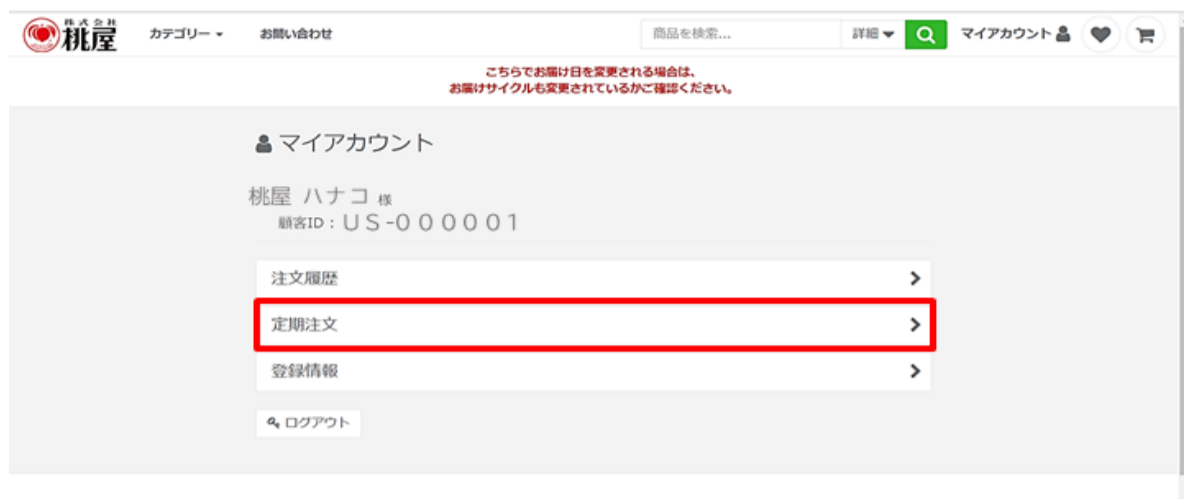 株式会社
桃屋
カテゴリー
お問い合わせ
商品を検索...
詳細
マイアカウント
こちらでお届け日を変更される場合は、
お届けサイクルも変更されているかご確認ください。
マイアカウント
桃屋 ハナコ 様
顧客ID：ＵＳ-００００01
注文履歴
定期注文
登録情報
ログアウト